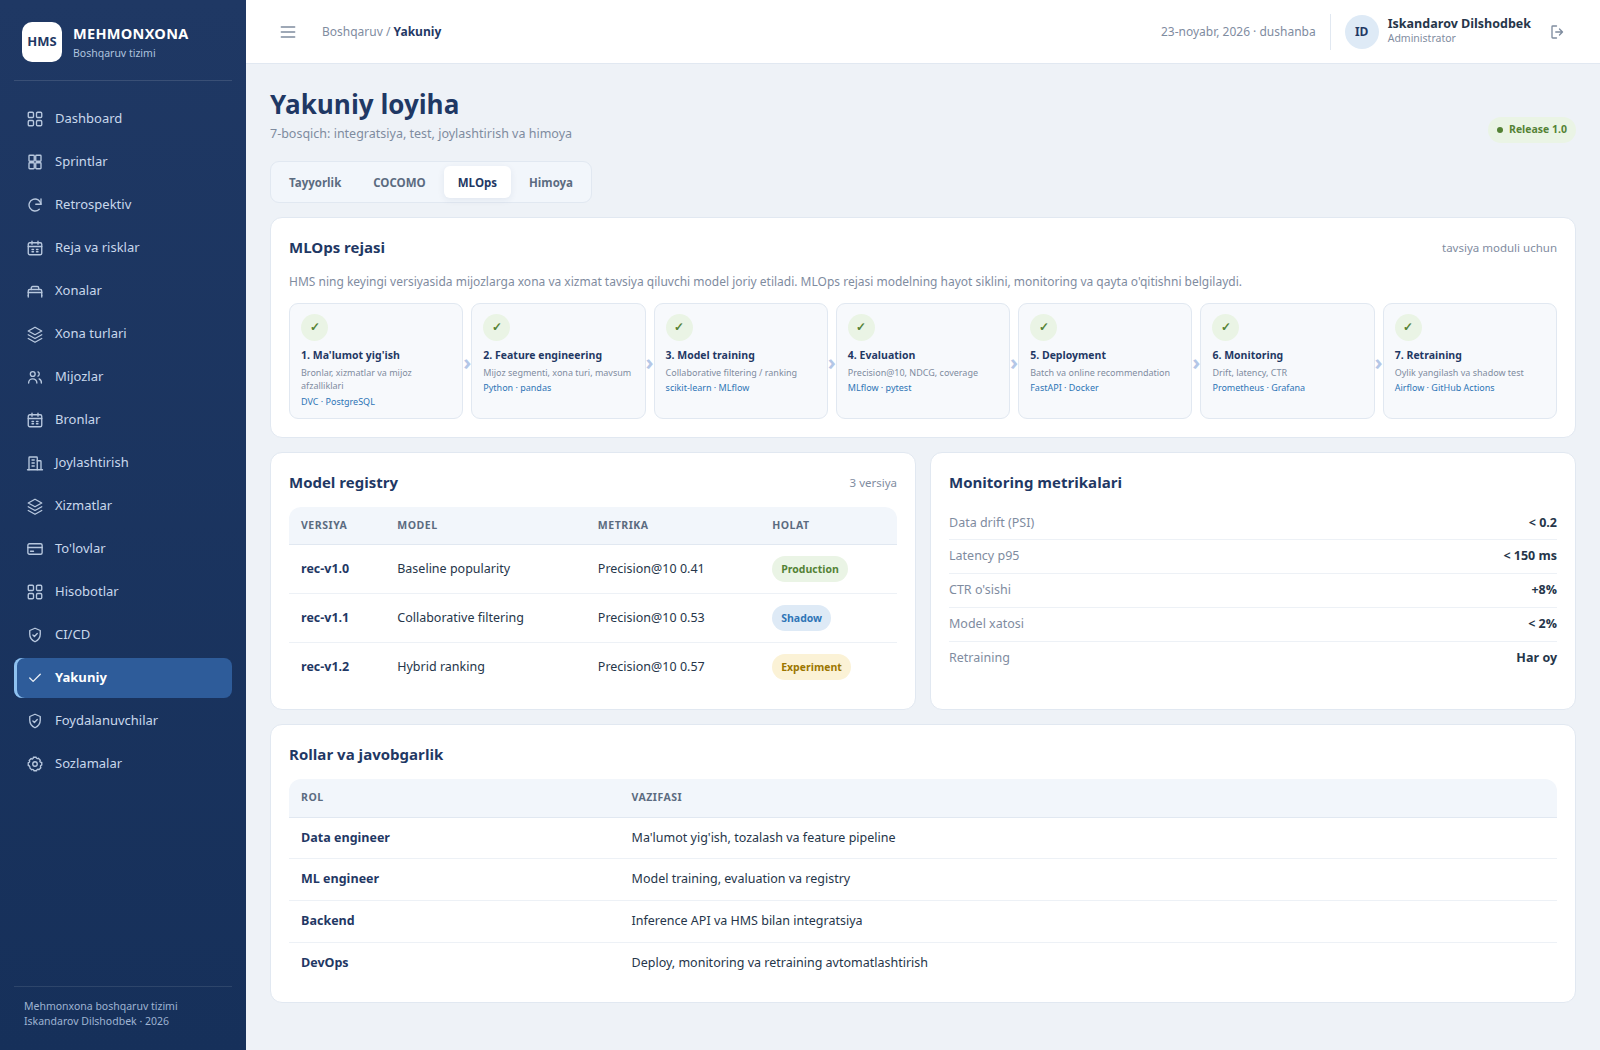 HMS
MEHMONXONA
Boshqaruv tizimi
Dashboard
Sprintlar
Retrospektiv
Reja va risklar
Xonalar
Xona turlari
Mijozlar
Bronlar
Joylashtirish
Xizmatlar
To'lovlar
Hisobotlar
CI/CD
Yakuniy
Foydalanuvchilar
Sozlamalar
Mehmonxona boshqaruv tizimi
Iskandarov Dilshodbek · 2026
Boshqaruv / Yakuniy
23-noyabr, 2026 · dushanba
ID
Iskandarov Dilshodbek
Administrator
Yakuniy loyiha
7-bosqich: integratsiya, test, joylashtirish va himoya
Release 1.0
Tayyorlik COCOMO MLOps Himoya
MLOps rejasi
tavsiya moduli uchun
HMS ning keyingi versiyasida mijozlarga xona va xizmat tavsiya qiluvchi model joriy etiladi. MLOps rejasi modelning hayot siklini, monitoring va qayta o'qitishni belgilaydi.
✓
1. Ma'lumot yig'ish
Bronlar, xizmatlar va mijoz
afzalliklari
DVC · PostgreSQL
›
✓
2. Feature engineering
Mijoz segmenti, xona turi, mavsum
Python · pandas
›
✓
3. Model training
Collaborative filtering / ranking
scikit-learn · MLflow
›
✓
4. Evaluation
Precision@10, NDCG, coverage
MLflow · pytest
›
✓
5. Deployment
Batch va online recommendation
FastAPI · Docker
›
✓
6. Monitoring
Drift, latency, CTR
Prometheus · Grafana
›
✓
7. Retraining
Oylik yangilash va shadow test
Airflow · GitHub Actions
Model registry
3 versiya
VERSIYA MODEL METRIKA HOLAT
rec-v1.0 Baseline popularity Precision@10 0.41 Production
rec-v1.1 Collaborative filtering Precision@10 0.53 Shadow
rec-v1.2 Hybrid ranking Precision@10 0.57 Experiment
Monitoring metrikalari
Data drift (PSI) < 0.2
Latency p95 < 150 ms
CTR o'sishi +8%
Model xatosi < 2%
Retraining Har oy
Rollar va javobgarlik
ROL VAZIFASI
Data engineer Ma'lumot yig'ish, tozalash va feature pipeline
ML engineer Model training, evaluation va registry
Backend Inference API va HMS bilan integratsiya
DevOps Deploy, monitoring va retraining avtomatlashtirish